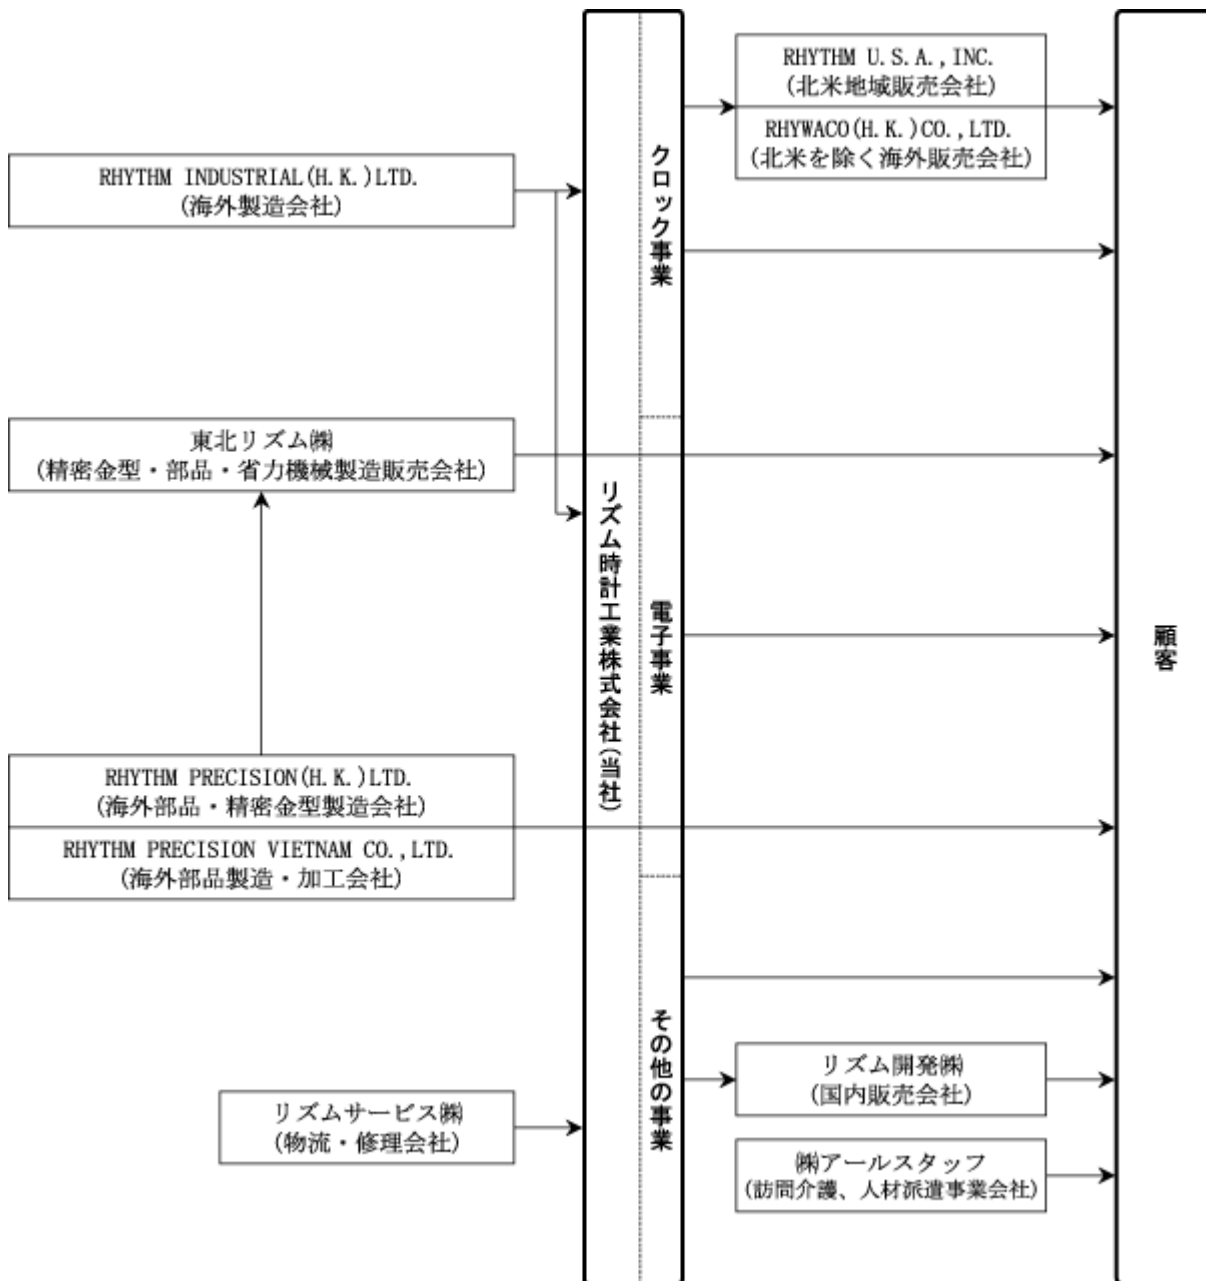 RHYTHM INDUSTRIAL(H.K.)LTD.
(海外製造会社)
東北リズム㈱
(精密金型・部品・省力機械製造販売会社)
RHYTHM PRECISION(H.K.)LTD.
(海外部品・精密金型製造会社)
RHYTHM PRECISION VIETNAM CO.,LTD.
(海外部品製造・加工会社)
リズムサービス㈱
(物流・修理会社)
リズム時計工業株式会社(当社)
クロック事業
電子事業
その他の事業
RHYTHM U.S.A.,INC.
(北米地域販売会社)
RHYWACO(H.K.)CO.,LTD.
(北米を除く海外販売会社)
リズム開発㈱
(国内販売会社)
㈱アールスタッフ
(訪問介護、人材派遣事業会社)
顧客